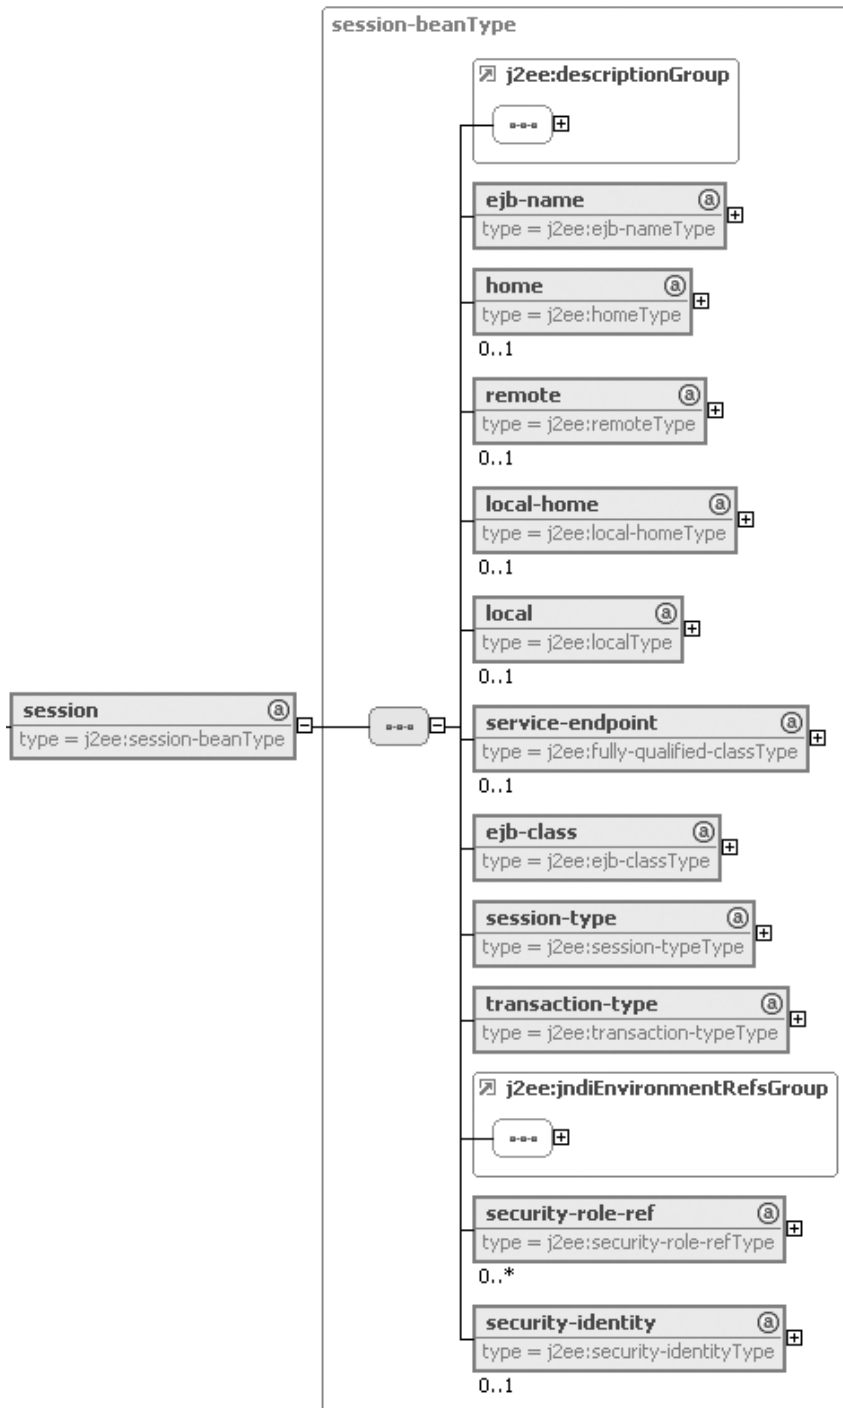 session-beanType
j2ee:descriptionGroup
ejb-name
type = j2ee:ejb-nameType
home
type = j2ee:homeType
0..1
remote
type = j2ee:remoteType
0..1
local-home
type = j2ee:local-homeType
0..1
local
type = j2ee:localType
0..1
session
type = j2ee:session-beanType
service-endpoint
type = j2ee:fully-qualified-classType
0..1
ejb-class
type = j2ee:ejb-classType
session-type
type = j2ee:session-typeType
transaction-type
type = j2ee:transaction-typeType
j2ee:jndiEnvironmentRefsGroup
security-role-ref
type = j2ee:security-role-refType
0..*
security-identity
type = j2ee:security-identityType
0..1